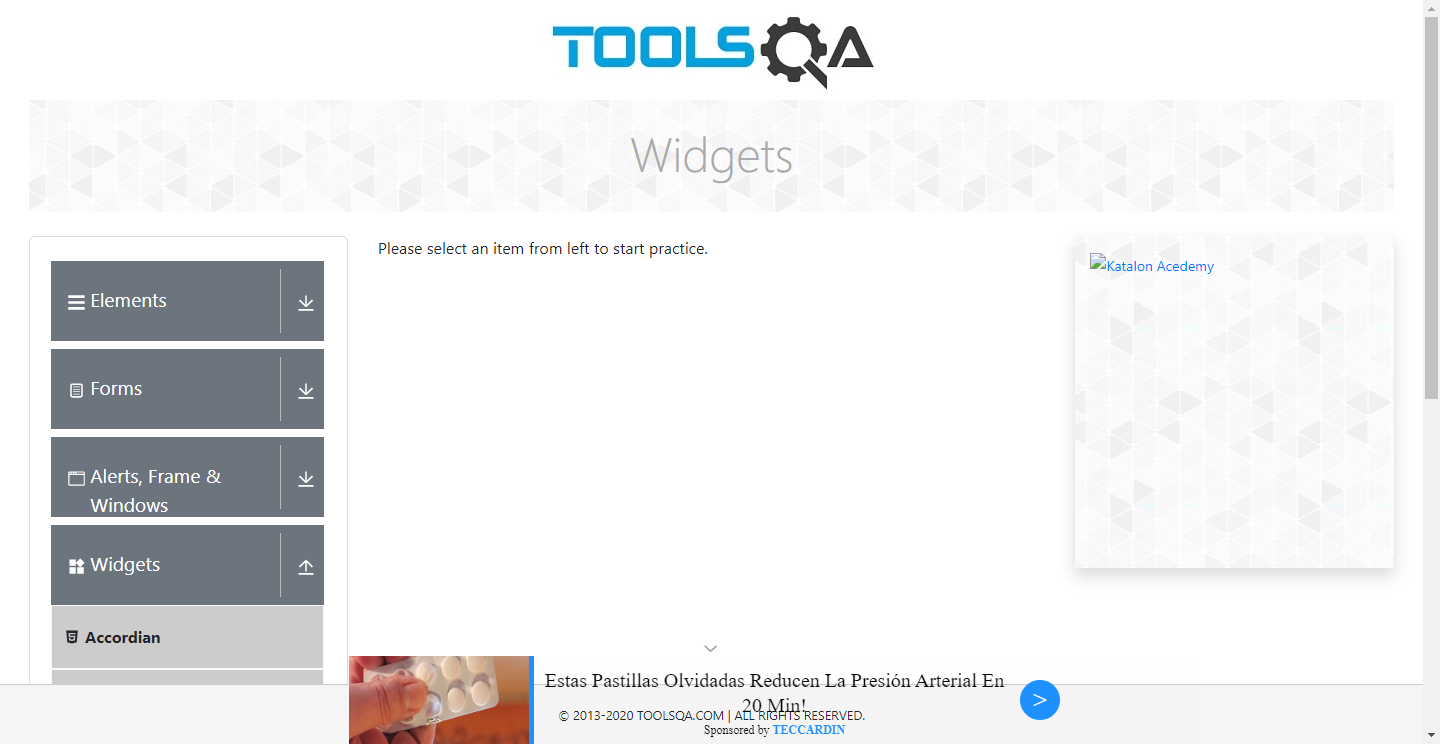 TOOLSQA
Widgets
Elements
Forms
Alerts, Frame &
Windows
Widgets
Accordian
Please select an item from left to start practice.
Katalon Acedemy
Estas Pastillas Olvidadas Reducen La Presión Arterial En
20 Min!
© 2013-2020 TOOLSQA.COM | ALL RIGHTS RESERVED.
Sponsored by TECCARDIN
>